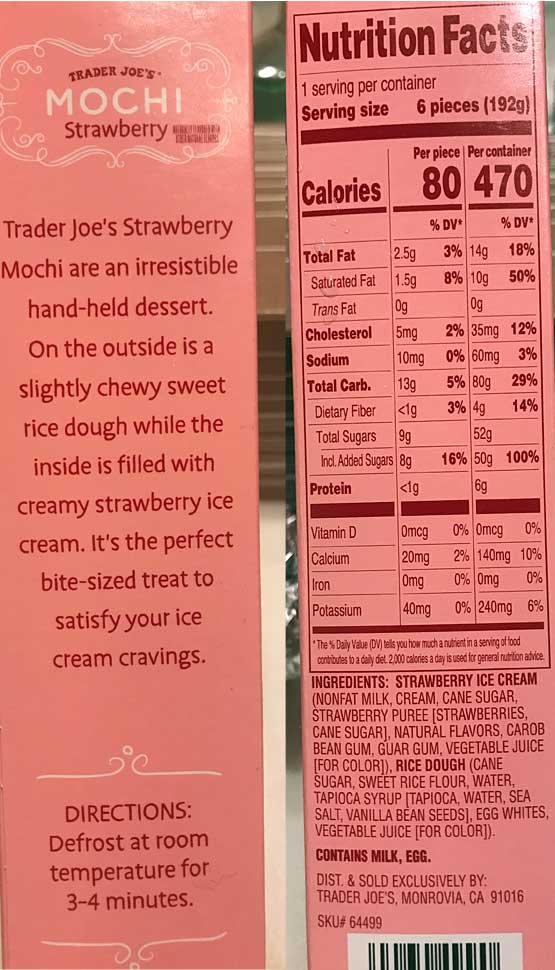 TRADER JOE'S
MOCHI
Strawberry NATURALLY FLAVORED WITH
OTHER NATURAL FLAVORS
Trader Joe's Strawberry
Mochi are an irresistible
hand-held dessert.
On the outside is a
slightly chewy sweet
rice dough while the
inside is filled with
creamy strawberry ice
cream. It's the perfect
bite-sized treat to
satisfy your ice
cream cravings.
DIRECTIONS:
Defrost at room
temperature for
3-4 minutes.
Nutrition Facts
1 serving per container
Serving size 6 pieces (192g)
Per piece Per container
Calories 80 470
% DV* % DV*
Total Fat 2.5g 3% 14g 18%
Saturated Fat 1.5g 8% 10g 50%
Trans Fat 0g 0g
Cholesterol 5mg 2% 35mg 12%
Sodium 10mg 0% 60mg 3%
Total Carb. 13g 5% 80g 29%
Dietary Fiber <1g 3% 4g 14%
Total Sugars 9g 52g
Incl. Added Sugars 8g 16% 50g 100%
Protein <1g 6g
Vitamin D 0mcg 0% 0mcg 0%
Calcium 20mg 2% 140mg 10%
Iron 0mg 0% 0mg 0%
Potassium 40mg 0% 240mg 6%
*The % Daily Value (DV) tells you how much a nutrient in a serving of food
contributes to a daily diet. 2,000 calories a day is used for general nutrition advice.
INGREDIENTS: STRAWBERRY ICE CREAM
(NONFAT MILK, CREAM, CANE SUGAR,
STRAWBERRY PUREE [STRAWBERRIES,
CANE SUGAR], NATURAL FLAVORS, CAROB
BEAN GUM, GUAR GUM, VEGETABLE JUICE
[FOR COLOR]), RICE DOUGH (CANE
SUGAR, SWEET RICE FLOUR, WATER,
TAPIOCA SYRUP [TAPIOCA, WATER, SEA
SALT, VANILLA BEAN SEEDS], EGG WHITES,
VEGETABLE JUICE [FOR COLOR]).
CONTAINS MILK, EGG.
DIST. & SOLD EXCLUSIVELY BY:
TRADER JOE'S, MONROVIA, CA 91016
SKU# 64499